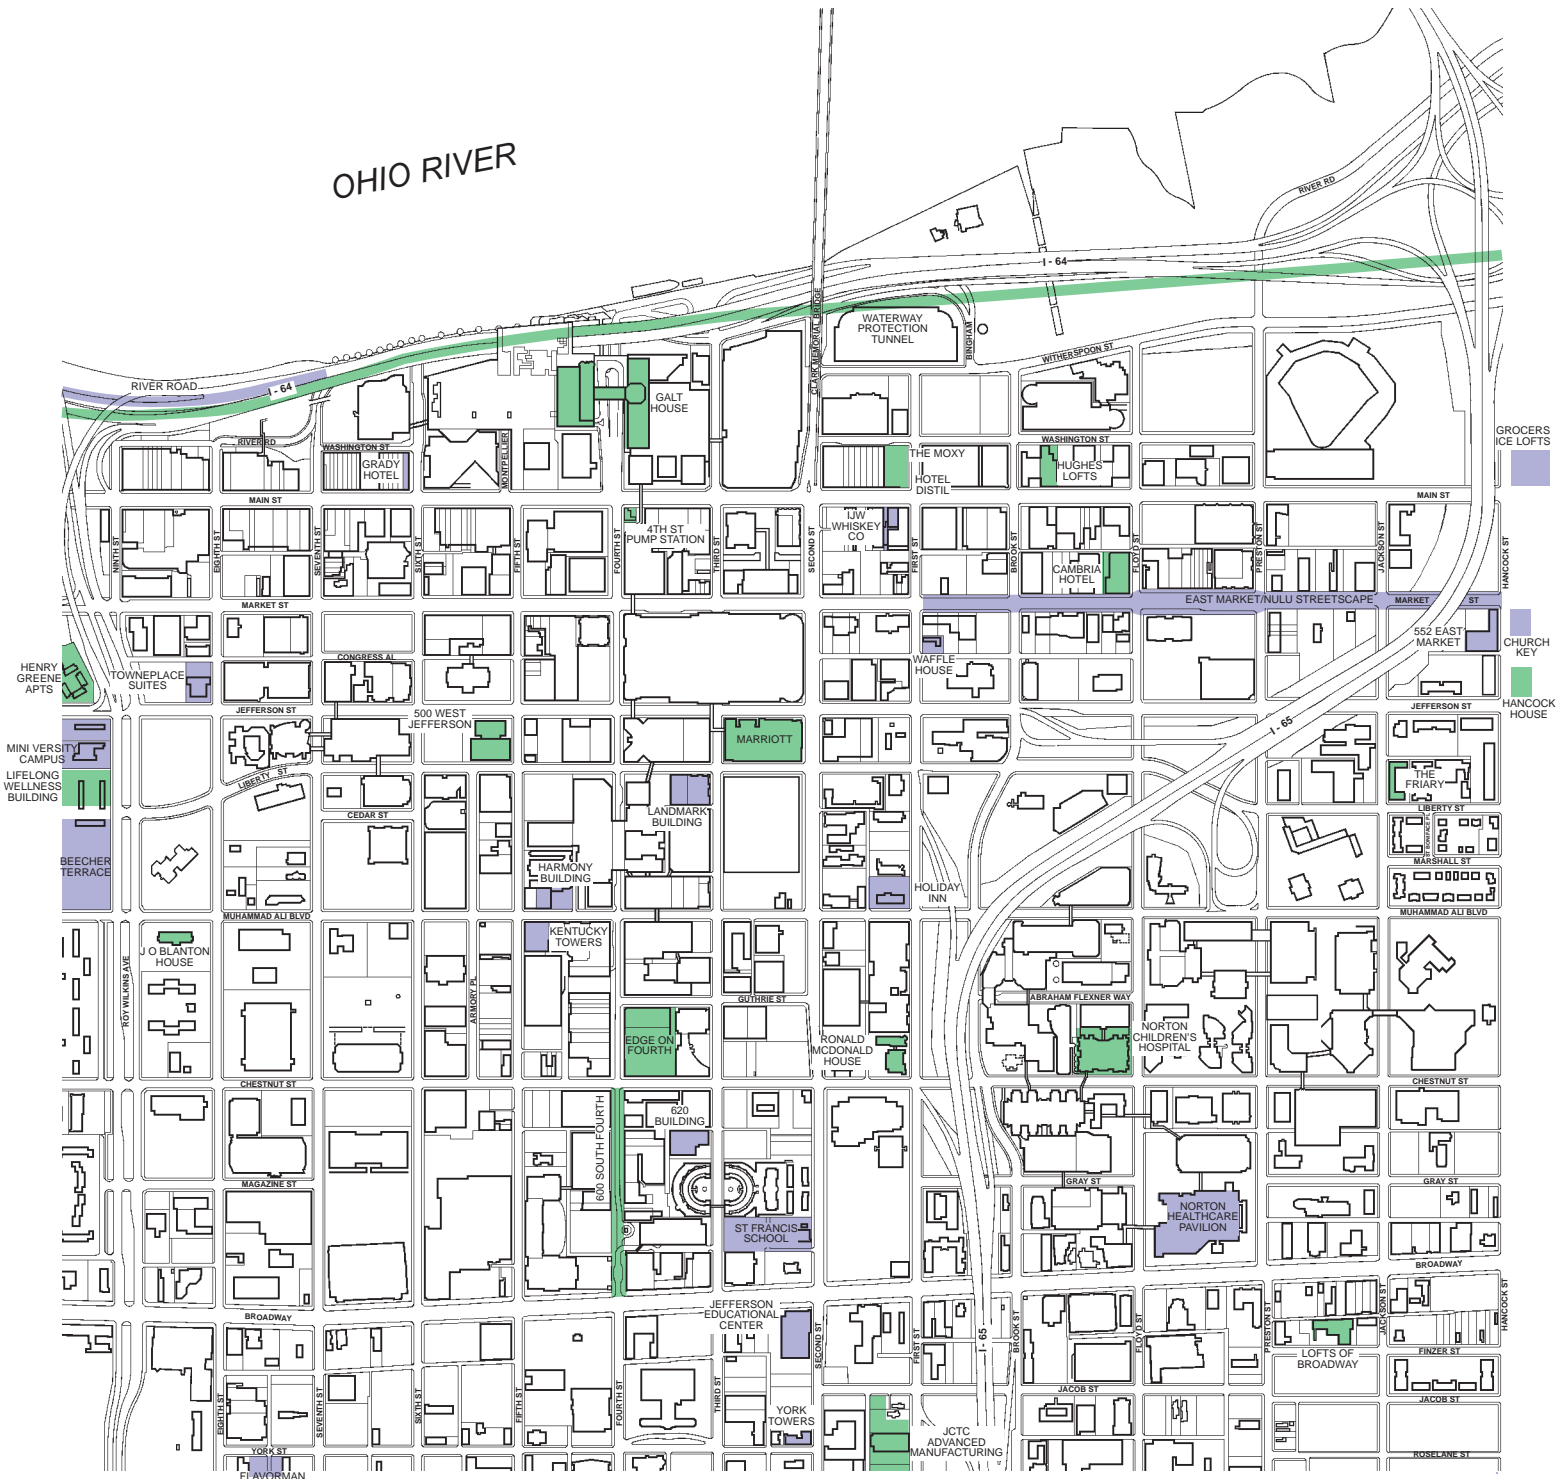 OHIO RIVER
RIVER RD
I - 64
CLARK MEMORIAL BRIDGE
WATERWAY
PROTECTION
TUNNEL
BINGHAM
WITHERSPOON ST
RIVER ROAD
I - 64
GALT
HOUSE
RIVER RD
WASHINGTON ST
GRADY
HOTEL
MONTPELLIER
THE MOXY
HOTEL
DISTIL
WASHINGTON ST
HUGHES
LOFTS
GROCERS
ICE LOFTS
MAIN ST
MAIN ST
NINTH ST
EIGHTH ST
SEVENTH ST
SIXTH ST
FIFTH ST
FOURTH ST
4TH ST
PUMP STATION
THIRD ST
SECOND ST
IJW
WHISKEY
CO
FIRST ST
BROOK ST
CAMBRIA
HOTEL
FLOYD ST
PRESTON ST
JACKSON ST
HANCOCK ST
MARKET ST
EAST MARKET/NULU STREETSCAPE
MARKET
ST
HENRY
GREENE
APTS
TOWNEPLACE
SUITES
CONGRESS AL
WAFFLE
HOUSE
552 EAST
MARKET
CHURCH
KEY
HANCOCK
HOUSE
JEFFERSON ST
JEFFERSON ST
500 WEST
JEFFERSON
MARRIOTT
I - 65
MINI VERSITY
CAMPUS
LIFELONG
WELLNESS
BUILDING
LIBERTY ST
THE
FRIARY
LANDMARK
BUILDING
CEDAR ST
LIBERTY ST
BEECHER
TERRACE
HARMONY
BUILDING
MARSHALL ST
HOLIDAY
INN
MUHAMMAD ALI BLVD
MUHAMMAD ALI BLVD
J O BLANTON
HOUSE
KENTUCKY
TOWERS
ROY WILKINS AVE
ARMORY PL
GUTHRIE ST
ABRAHAM FLEXNER WAY
EDGE ON
FOURTH
RONALD
MCDONALD
HOUSE
NORTON
CHILDREN'S
HOSPITAL
CHESTNUT ST
CHESTNUT ST
600 SOUTH FOURTH
620
BUILDING
MAGAZINE ST
GRAY ST
GRAY ST
ST FRANCIS
SCHOOL
NORTON
HEALTHCARE
PAVILION
BROADWAY
BROADWAY
JEFFERSON
EDUCATIONAL
CENTER
SECOND ST
FIRST ST
I - 65
BROOK ST
FLOYD ST
PRESTON ST
JACKSON ST
HANCOCK ST
LOFTS OF
BROADWAY
FINZER ST
EIGHTH ST
SEVENTH ST
SIXTH ST
FIFTH ST
FOURTH ST
THIRD ST
JACOB ST
JACOB ST
YORK
TOWERS
JCTC
ADVANCED
MANUFACTURING
YORK ST
ROSELANE ST
FLAVORMAN